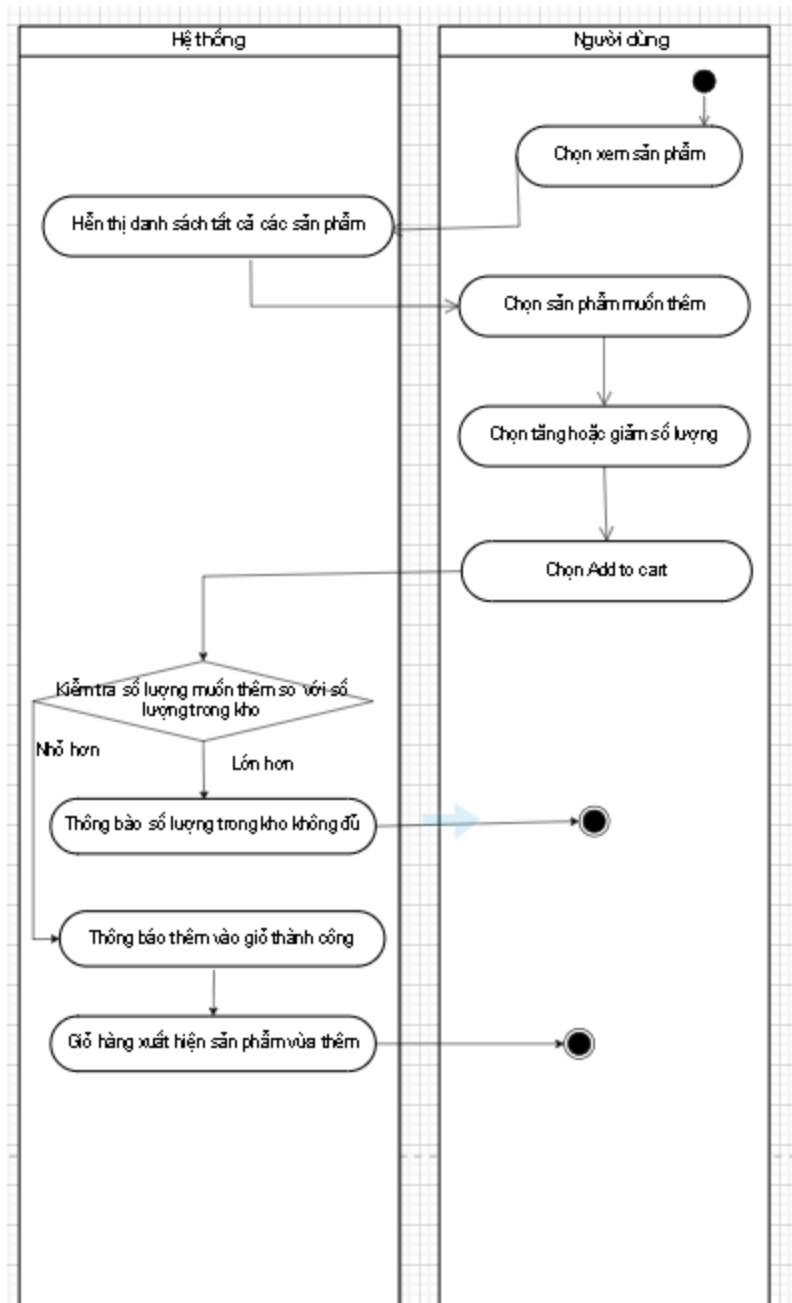 Hệ thống
Người dùng
Chọn xem sản phẩm
Hển thị danh sách tất cả các sản phẩm
Chọn sản phẩm muốn thêm
Chọn tăng hoặc giảm số lượng
Chọn Add to cart
Kiểm tra số lượng muốn thêm so với số
lượng trong kho
Nhỏ hơn
Lớn hơn
Thông bào số lượng trong kho không đủ
Thông báo thêm vào giỏ thành công
Giỏ hàng xuất hiện sản phẩm vừa thêm